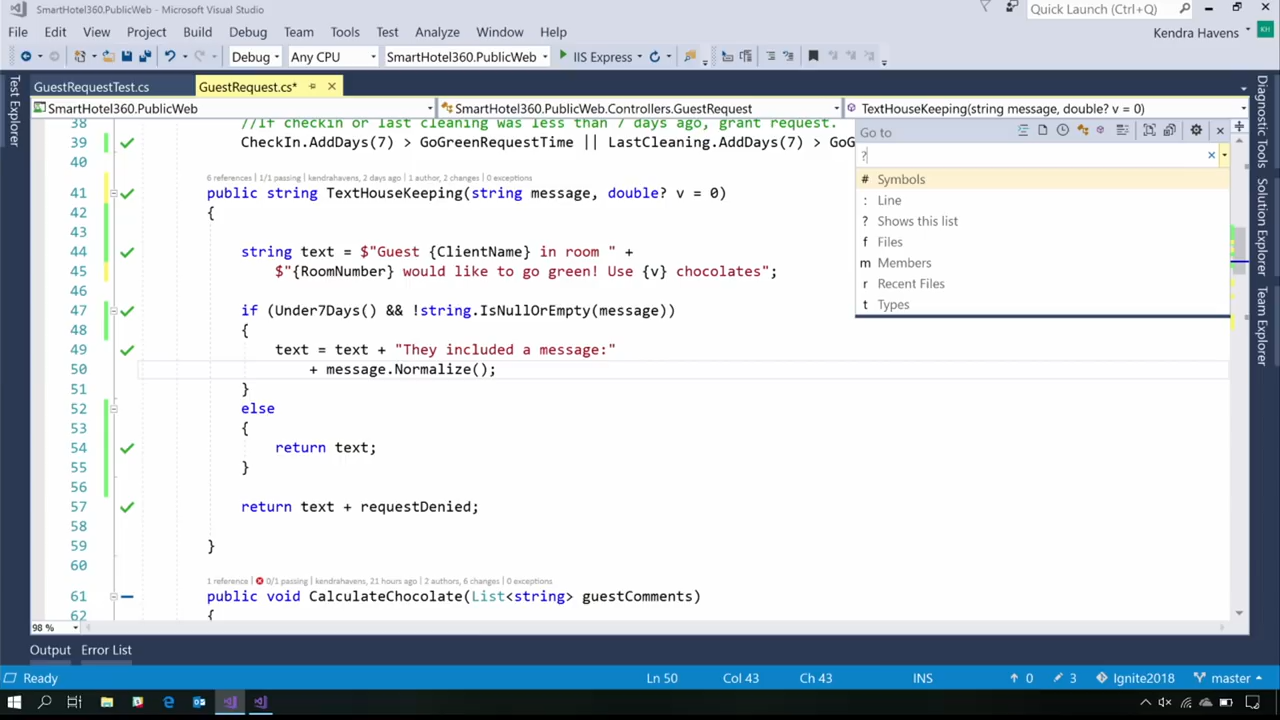 SmartHotel360.PublicWeb - Microsoft Visual Studio
Quick Launch (Ctrl+Q)
File Edit View Project Build Debug Team Tools Test Analyze Window Help
Kendra Havens
KH
Debug Any CPU SmartHotel360.PublicWeb IIS Express
GuestRequestTest.cs GuestRequest.cs*
SmartHotel360.PublicWeb SmartHotel360.PublicWeb.Controllers.GuestRequest TextHouseKeeping(string message, double? v = 0)
Test Explorer
Diagnostic Tools
Solution Explorer
Team Explorer
Go to
?
# Symbols
: Line
? Shows this list
f Files
m Members
r Recent Files
t Types
38 //If checkin or last cleaning was less than 7 days ago, grant request.
39 CheckIn.AddDays(7) > GoGreenRequestTime || LastCleaning.AddDays(7) > GoG
40
6 references | 1/1 passing | kendrahavens, 2 days ago | 1 author, 2 changes | 0 exceptions
41 public string TextHouseKeeping(string message, double? v = 0)
42 {
43
44 string text = $"Guest {ClientName} in room " +
45 $"{RoomNumber} would like to go green! Use {v} chocolates";
46
47 if (Under7Days() && !string.IsNullOrEmpty(message))
48 {
49 text = text + "They included a message:"
50 + message.Normalize();
51 }
52 else
53 {
54 return text;
55 }
56
57 return text + requestDenied;
58
59 }
60
1 reference | 0/1 passing | kendrahavens, 21 hours ago | 2 authors, 6 changes | 0 exceptions
61 public void CalculateChocolate(List<string> guestComments)
62 {
98 %
Output Error List
Ready Ln 50 Col 43 Ch 43 INS 0 3 Ignite2018 master